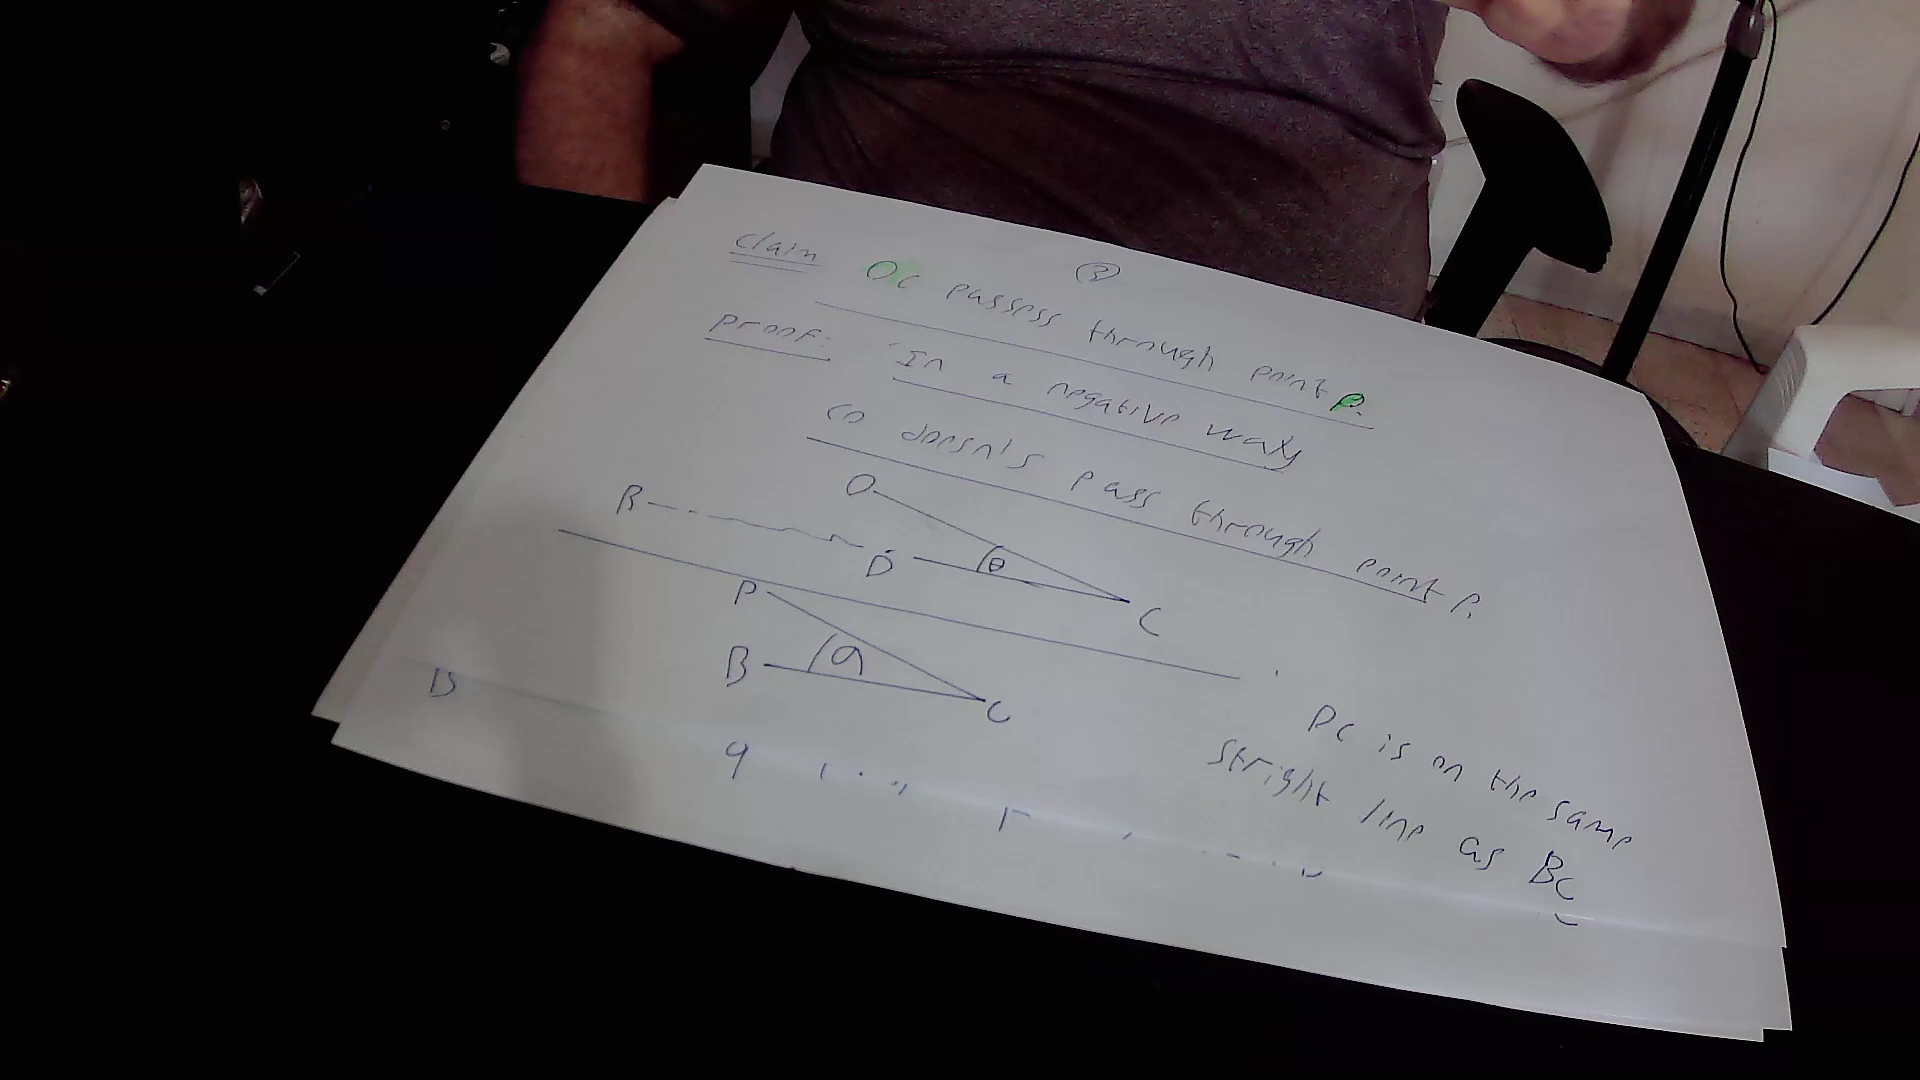 ③
claim OC passess through point P.
proof: In a negative way
CO doesn's pass through point P.
O
B D θ C
P
B a C
PC is on the same
stright line as BC